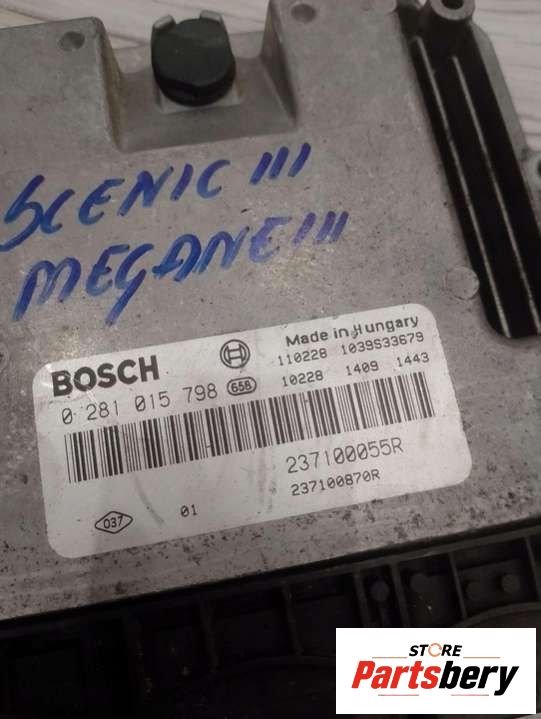 SCENIC III
MEGANE III
BOSCH
Made in Hungary
110228 1039S33679
0 281 015 798 658
10228 1409 1443
237100055R
237100870R
037
01
STORE
Partsbery